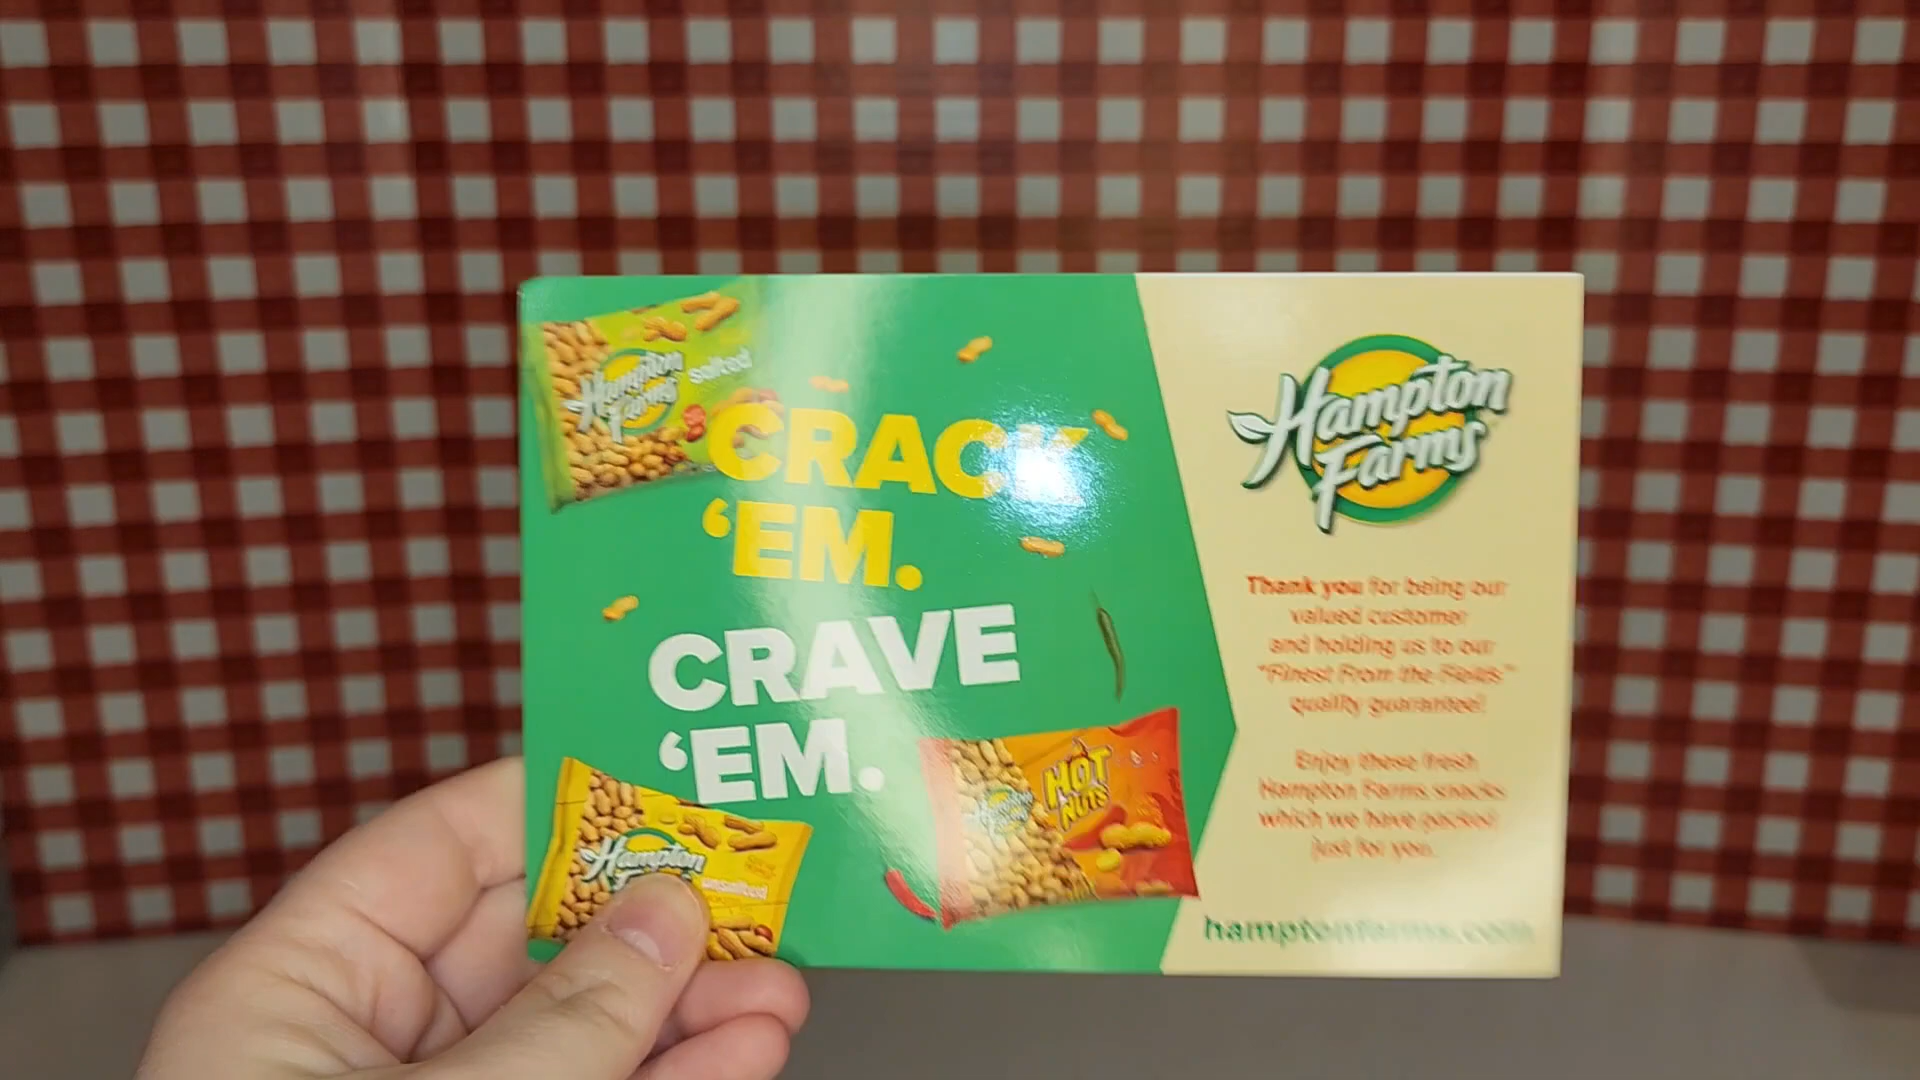 Hampton
Farms
salted
CRACK
'EM.
CRAVE
'EM.
HOT
NUTS
Hampton
unsalted
Hampton
Farms
Thank you for being our
valued customer
and holding us to our
"Finest From the Fields"
quality guarantee!
Enjoy these fresh
Hampton Farms snacks
which we have packed
just for you.
hamptonfarms.com